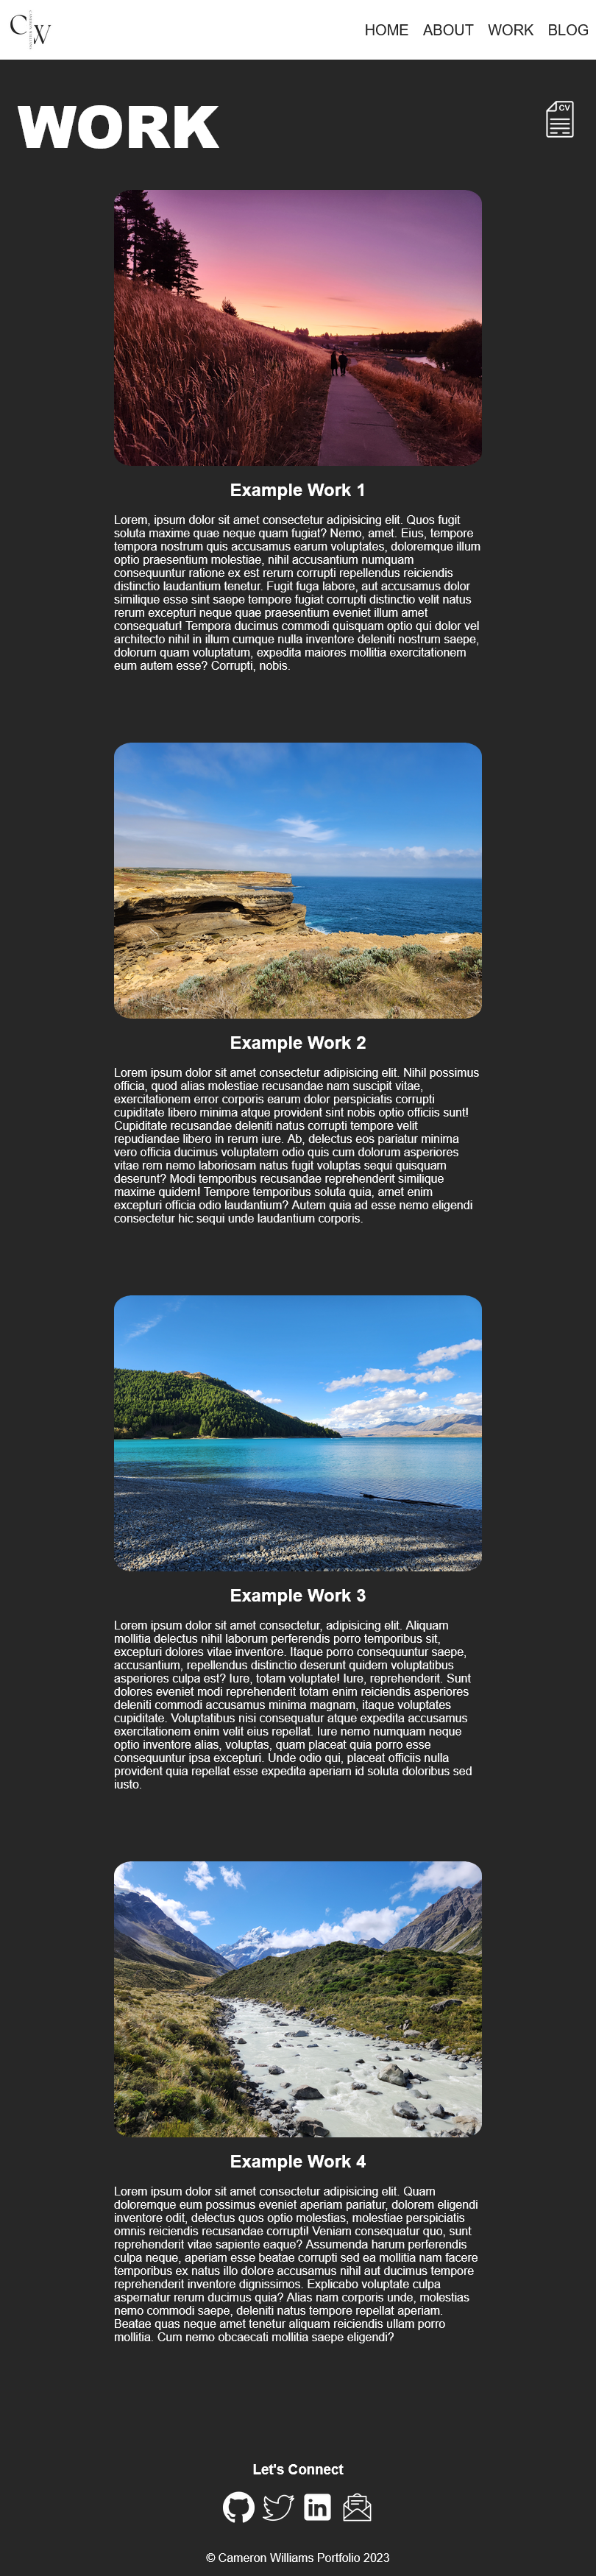 CW
HOME ABOUT WORK BLOG
WORK
CV
Example Work 1
Lorem, ipsum dolor sit amet consectetur adipisicing elit. Quos fugit
soluta maxime quae neque quam fugiat? Nemo, amet. Eius, tempore
tempora nostrum quis accusamus earum voluptates, doloremque illum
optio praesentium molestiae, nihil accusantium numquam
consequuntur ratione ex est rerum corrupti repellendus reiciendis
distinctio laudantium tenetur. Fugit fuga labore, aut accusamus dolor
similique esse sint saepe tempore fugiat corrupti distinctio velit natus
rerum excepturi neque quae praesentium eveniet illum amet
consequatur! Tempora ducimus commodi quisquam optio qui dolor vel
architecto nihil in illum cumque nulla inventore deleniti nostrum saepe,
dolorum quam voluptatum, expedita maiores mollitia exercitationem
eum autem esse? Corrupti, nobis.
Example Work 2
Lorem ipsum dolor sit amet consectetur adipisicing elit. Nihil possimus
officia, quod alias molestiae recusandae nam suscipit vitae,
exercitationem error corporis earum dolor perspiciatis corrupti
cupiditate libero minima atque provident sint nobis optio officiis sunt!
Cupiditate recusandae deleniti natus corrupti tempore velit
repudiandae libero in rerum iure. Ab, delectus eos pariatur minima
vero officia ducimus voluptatem odio quis cum dolorum asperiores
vitae rem nemo laboriosam natus fugit voluptas sequi quisquam
deserunt? Modi temporibus recusandae reprehenderit similique
maxime quidem! Tempore temporibus soluta quia, amet enim
excepturi officia odio laudantium? Autem quia ad esse nemo eligendi
consectetur hic sequi unde laudantium corporis.
Example Work 3
Lorem ipsum dolor sit amet consectetur, adipisicing elit. Aliquam
mollitia delectus nihil laborum perferendis porro temporibus sit,
excepturi dolores vitae inventore. Itaque porro consequuntur saepe,
accusantium, repellendus distinctio deserunt quidem voluptatibus
asperiores culpa est? Iure, totam voluptate! Iure, reprehenderit. Sunt
dolores eveniet modi reprehenderit totam enim reiciendis asperiores
deleniti commodi accusamus minima magnam, itaque voluptates
cupiditate. Voluptatibus nisi consequatur atque expedita accusamus
exercitationem enim velit eius repellat. Iure nemo numquam neque
optio inventore alias, voluptas, quam placeat quia porro esse
consequuntur ipsa excepturi. Unde odio qui, placeat officiis nulla
provident quia repellat esse expedita aperiam id soluta doloribus sed
iusto.
Example Work 4
Lorem ipsum dolor sit amet consectetur adipisicing elit. Quam
doloremque eum possimus eveniet aperiam pariatur, dolorem eligendi
inventore odit, delectus quos optio molestias, molestiae perspiciatis
omnis reiciendis recusandae corrupti! Veniam consequatur quo, sunt
reprehenderit vitae sapiente eaque? Assumenda harum perferendis
culpa neque, aperiam esse beatae corrupti sed ea mollitia nam facere
temporibus ex natus illo dolore accusamus nihil aut ducimus tempore
reprehenderit inventore dignissimos. Explicabo voluptate culpa
aspernatur rerum ducimus quia? Alias nam corporis unde, molestias
nemo commodi saepe, deleniti natus tempore repellat aperiam.
Beatae quas neque amet tenetur aliquam reiciendis ullam porro
mollitia. Cum nemo obcaecati mollitia saepe eligendi?
Let's Connect
in
© Cameron Williams Portfolio 2023